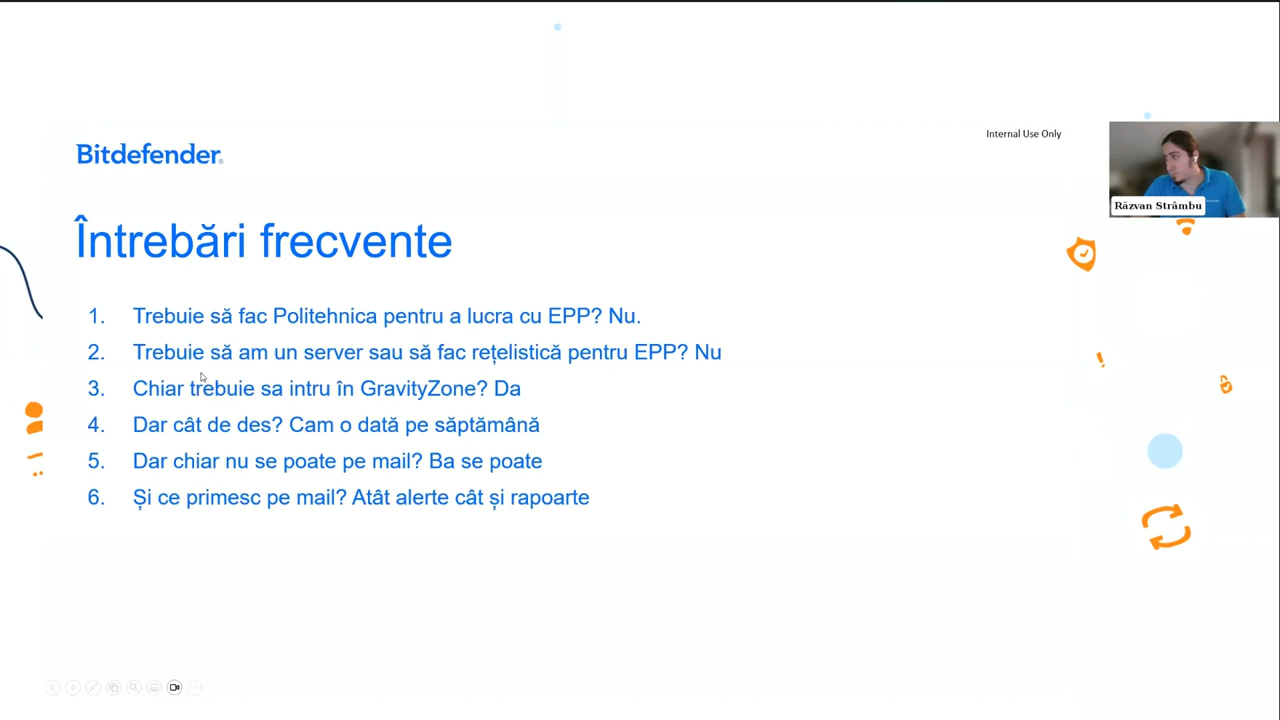 Internal Use Only
Bitdefender
Răzvan Strâmbu
Întrebări frecvente
1. Trebuie să fac Politehnica pentru a lucra cu EPP? Nu.
2. Trebuie să am un server sau să fac rețelistică pentru EPP? Nu
3. Chiar trebuie sa intru în GravityZone? Da
4. Dar cât de des? Cam o dată pe săptămână
5. Dar chiar nu se poate pe mail? Ba se poate
6. Și ce primesc pe mail? Atât alerte cât și rapoarte